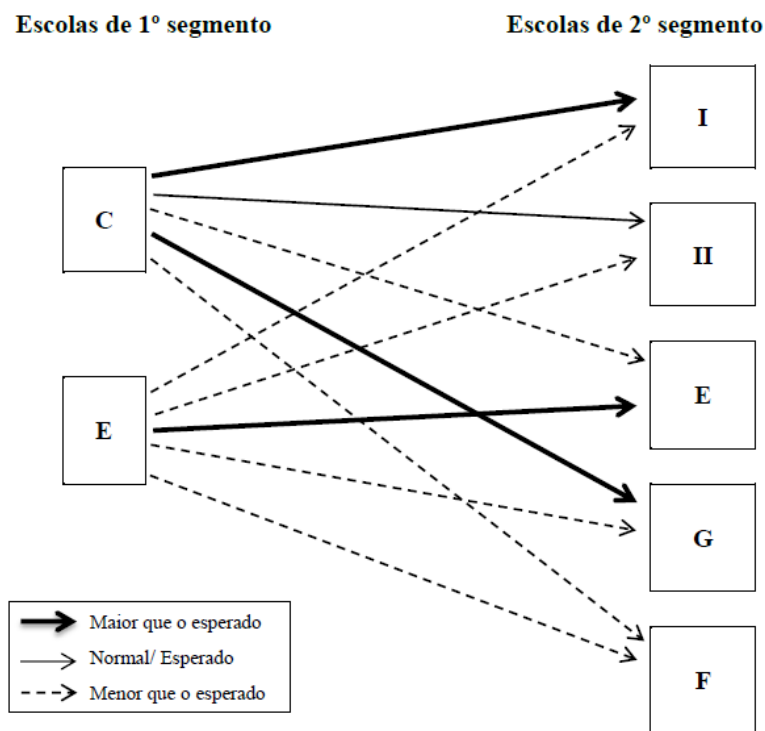 Escolas de 1º segmento
Escolas de 2º segmento
I
C
II
E
E
G
F
Maior que o esperado
Normal/ Esperado
Menor que o esperado